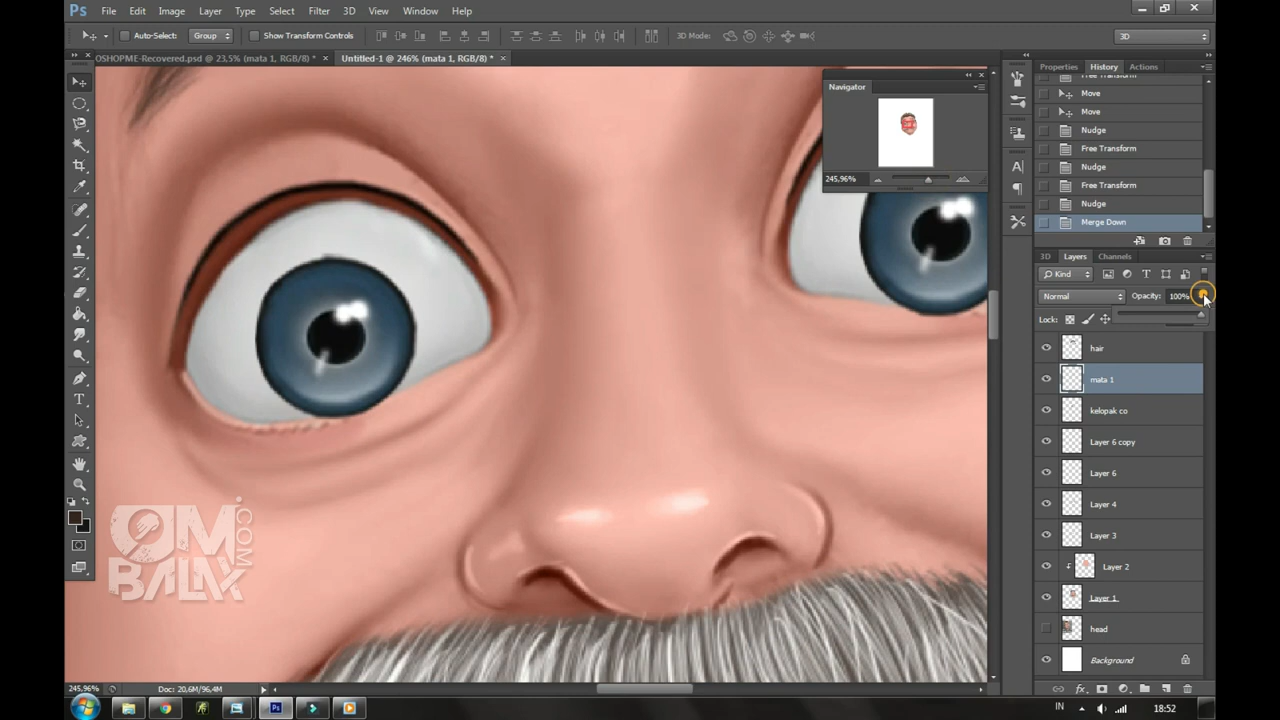 Ps File Edit Image Layer Type Select Filter 3D View Window Help
Auto-Select: Group Show Transform Controls 3D Mode: 3D
OSHOPME-Recovered.psd @ 23,5% (mata 1, RGB/8) * × Untitled-1 @ 246% (mata 1, RGB/8) * ×
Properties History Actions
Free Transform
Navigator
Move
Move
Nudge
Free Transform
Nudge
245,96%
Free Transform
Nudge
Merge Down
3D Layers Channels
Kind
Normal Opacity: 100%
Lock:
hair
mata 1
kelopak co
Layer 6 copy
Layer 6
Layer 4
Layer 3
Layer 2
Layer 1
head
Background
OM
BALAX
.COM
245,96% Doc: 20,6M/96,4M
Ps IN 18:52